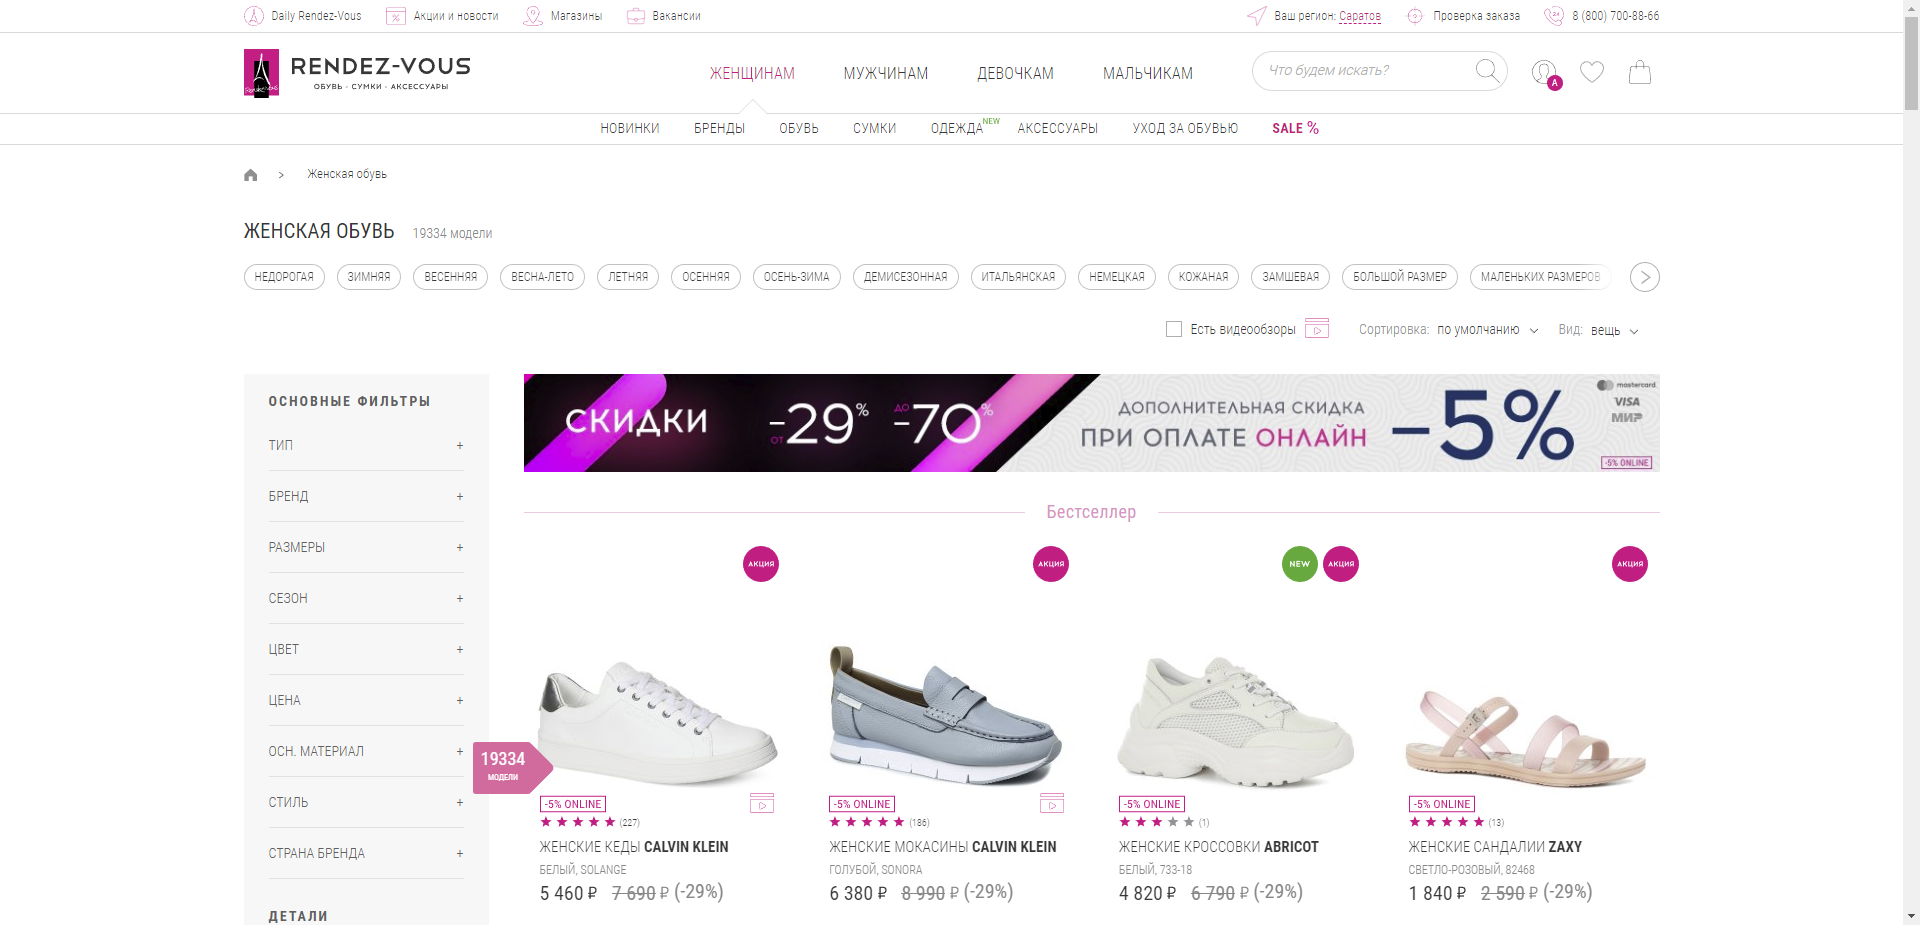 Daily Rendez-Vous Акции и новости Магазины Вакансии Ваш регион: Саратов Проверка заказа 8 (800) 700-88-66
RENDEZ-VOUS
ОБУВЬ · СУМКИ · АКСЕССУАРЫ
ЖЕНЩИНАМ МУЖЧИНАМ ДЕВОЧКАМ МАЛЬЧИКАМ Что будем искать? А
НОВИНКИ БРЕНДЫ ОБУВЬ СУМКИ ОДЕЖДА NEW АКСЕССУАРЫ УХОД ЗА ОБУВЬЮ SALE %
> Женская обувь
ЖЕНСКАЯ ОБУВЬ 19334 модели
НЕДОРОГАЯ ЗИМНЯЯ ВЕСЕННЯЯ ВЕСНА-ЛЕТО ЛЕТНЯЯ ОСЕННЯЯ ОСЕНЬ-ЗИМА ДЕМИСЕЗОННАЯ ИТАЛЬЯНСКАЯ НЕМЕЦКАЯ КОЖАНАЯ ЗАМШЕВАЯ БОЛЬШОЙ РАЗМЕР МАЛЕНЬКИХ РАЗМЕРОВ
Есть видеообзоры Сортировка: по умолчанию Вид: вещь
ОСНОВНЫЕ ФИЛЬТРЫ
ТИП +
БРЕНД +
РАЗМЕРЫ +
СЕЗОН +
ЦВЕТ +
ЦЕНА +
ОСН. МАТЕРИАЛ +
СТИЛЬ +
СТРАНА БРЕНДА +
ДЕТАЛИ
19334
МОДЕЛИ
СКИДКИ ОТ -29% ДО -70%
ДОПОЛНИТЕЛЬНАЯ СКИДКА
ПРИ ОПЛАТЕ ОНЛАЙН
-5%
mastercard
VISA
МИР
-5% ONLINE
Бестселлер
АКЦИЯ АКЦИЯ NEW АКЦИЯ АКЦИЯ
-5% ONLINE
(227)
ЖЕНСКИЕ КЕДЫ CALVIN KLEIN
БЕЛЫЙ, SOLANGE
5 460 ₽ 7 690 ₽ (-29%)
-5% ONLINE
(186)
ЖЕНСКИЕ МОКАСИНЫ CALVIN KLEIN
ГОЛУБОЙ, SONORA
6 380 ₽ 8 990 ₽ (-29%)
-5% ONLINE
(1)
ЖЕНСКИЕ КРОССОВКИ ABRICOT
БЕЛЫЙ, 733-18
4 820 ₽ 6 790 ₽ (-29%)
-5% ONLINE
(13)
ЖЕНСКИЕ САНДАЛИИ ZAXY
СВЕТЛО-РОЗОВЫЙ, 82468
1 840 ₽ 2 590 ₽ (-29%)